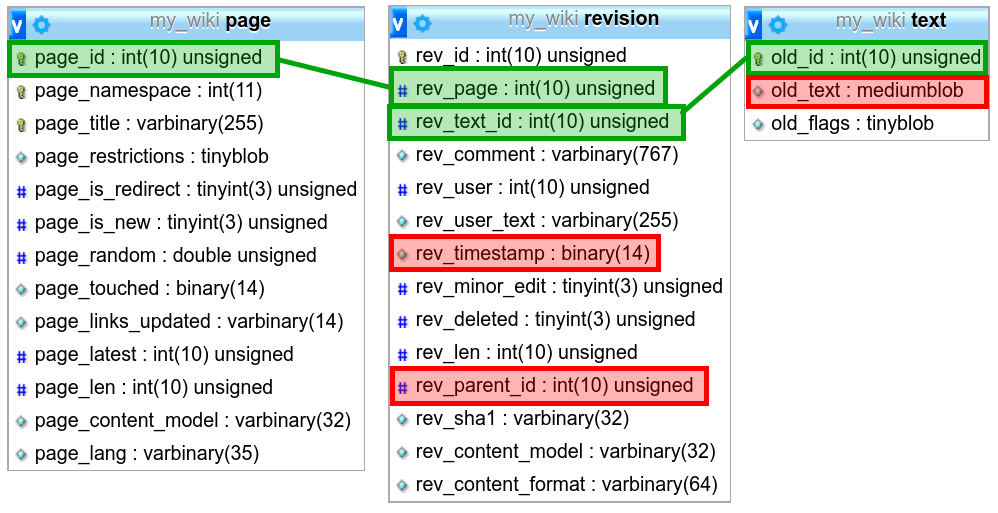 my_wiki page
page_id : int(10) unsigned
page_namespace : int(11)
page_title : varbinary(255)
page_restrictions : tinyblob
page_is_redirect : tinyint(3) unsigned
page_is_new : tinyint(3) unsigned
page_random : double unsigned
page_touched : binary(14)
page_links_updated : varbinary(14)
page_latest : int(10) unsigned
page_len : int(10) unsigned
page_content_model : varbinary(32)
page_lang : varbinary(35)
my_wiki revision
rev_id : int(10) unsigned
rev_page : int(10) unsigned
rev_text_id : int(10) unsigned
rev_comment : varbinary(767)
rev_user : int(10) unsigned
rev_user_text : varbinary(255)
rev_timestamp : binary(14)
rev_minor_edit : tinyint(3) unsigned
rev_deleted : tinyint(3) unsigned
rev_len : int(10) unsigned
rev_parent_id : int(10) unsigned
rev_sha1 : varbinary(32)
rev_content_model : varbinary(32)
rev_content_format : varbinary(64)
my_wiki text
old_id : int(10) unsigned
old_text : mediumblob
old_flags : tinyblob